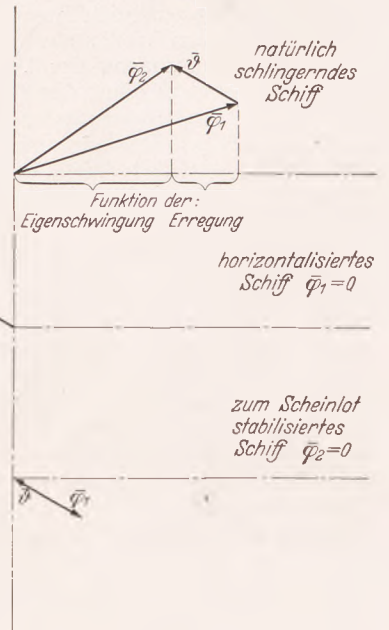 natürlich
schlingerndes
Schiff
φ̄₂
ϑ̄
φ̄₁
Funktion der:
Eigenschwingung Erregung
horizontalisiertes
Schiff φ̄₁=0
zum Scheinlot
stabilisiertes
Schiff φ̄₂=0
ϑ̄ φ̄₁